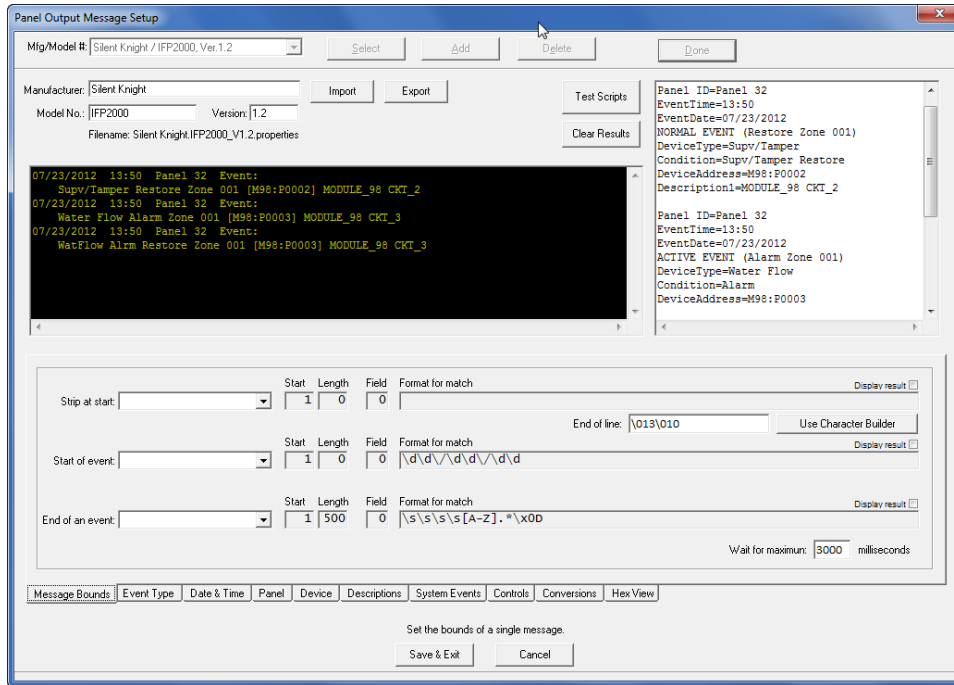 Panel Output Message Setup
Mfg/Model #: Silent Knight / IFP2000, Ver.1.2 Select Add Delete Done
Manufacturer: Silent Knight Import Export Test Scripts
Model No.: IFP2000 Version: 1.2
Filename: Silent Knight.IFP2000_V1.2.properties Clear Results
Panel ID=Panel 32
EventTime=13:50
EventDate=07/23/2012
NORMAL EVENT (Restore Zone 001)
DeviceType=Supv/Tamper
Condition=Supv/Tamper Restore
DeviceAddress=M98:P0002
Description1=MODULE_98 CKT_2
Panel ID=Panel 32
EventTime=13:50
EventDate=07/23/2012
ACTIVE EVENT (Alarm Zone 001)
DeviceType=Water Flow
Condition=Alarm
DeviceAddress=M98:P0003
07/23/2012 13:50 Panel 32 Event:
Supv/Tamper Restore Zone 001 [M98:P0002] MODULE_98 CKT_2
07/23/2012 13:50 Panel 32 Event:
Water Flow Alarm Zone 001 [M98:P0003] MODULE_98 CKT_3
07/23/2012 13:50 Panel 32 Event:
WatFlow Alrm Restore Zone 001 [M98:P0003] MODULE_98 CKT_3
Start Length Field Format for match Display result
Strip at start: 1 0 0
End of line: \013\010 Use Character Builder
Start Length Field Format for match Display result
Start of event: 1 0 0 \d\d\/\d\d\/\d\d
Start Length Field Format for match Display result
End of an event: 1 500 0 \s\s\s\s[A-Z].*\x0D
Wait for maximun: 3000 milliseconds
Message Bounds Event Type Date & Time Panel Device Descriptions System Events Controls Conversions Hex View
Set the bounds of a single message.
Save & Exit Cancel